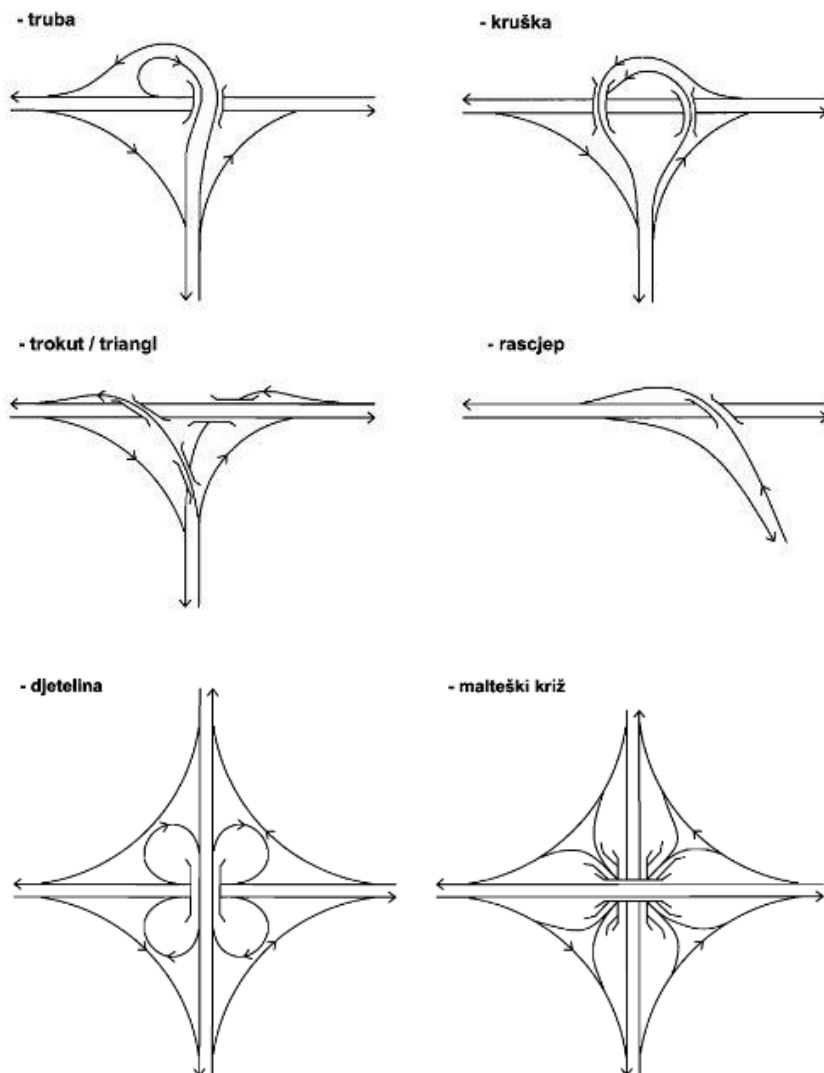 - truba
- kruška
- trokut / triangl
- rascjep
- djetelina
- malteški križ